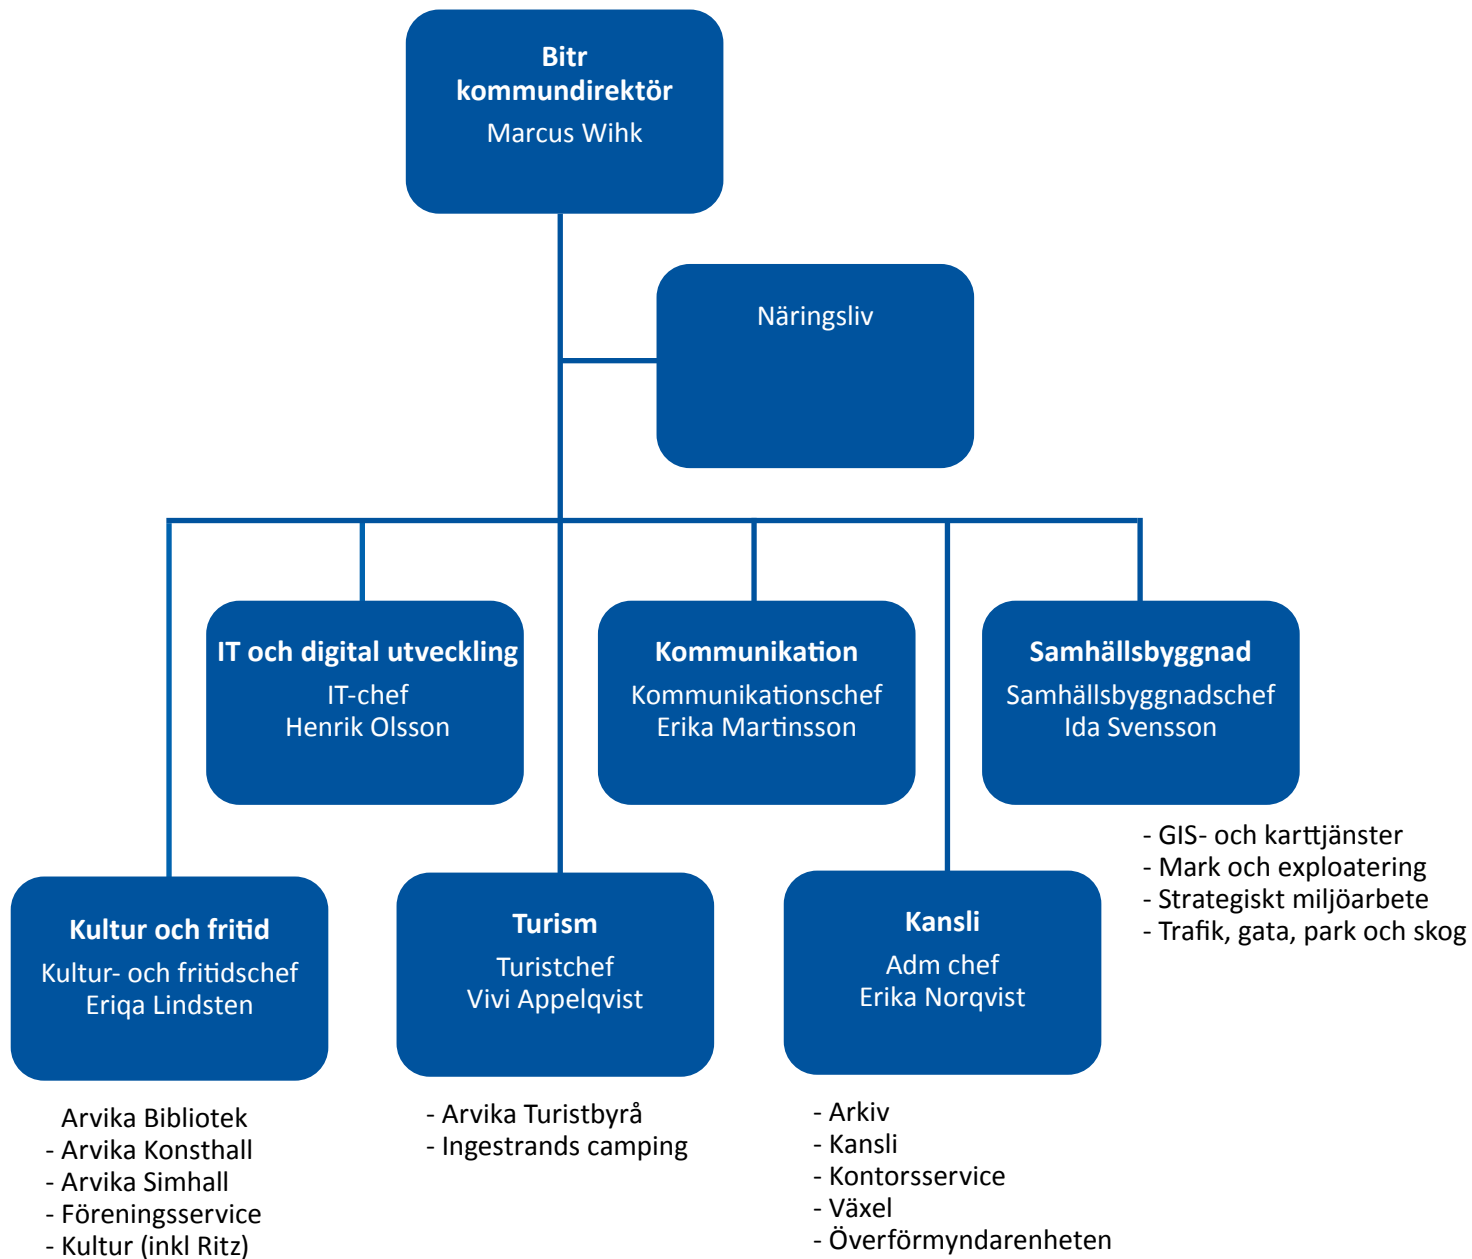 Bitr
kommundirektör
Marcus Wihk
Näringsliv
IT och digital utveckling
IT-chef
Henrik Olsson
Kommunikation
Kommunikationschef
Erika Martinsson
Samhällsbyggnad
Samhällsbyggnadschef
Ida Svensson
- GIS- och karttjänster
- Mark och exploatering
- Strategiskt miljöarbete
- Trafik, gata, park och skog
Kultur och fritid
Kultur- och fritidschef
Eriqa Lindsten
Arvika Bibliotek
- Arvika Konsthall
- Arvika Simhall
- Föreningsservice
- Kultur (inkl Ritz)
Turism
Turistchef
Vivi Appelqvist
- Arvika Turistbyrå
- Ingestrands camping
Kansli
Adm chef
Erika Norqvist
- Arkiv
- Kansli
- Kontorsservice
- Växel
- Överförmyndarenheten